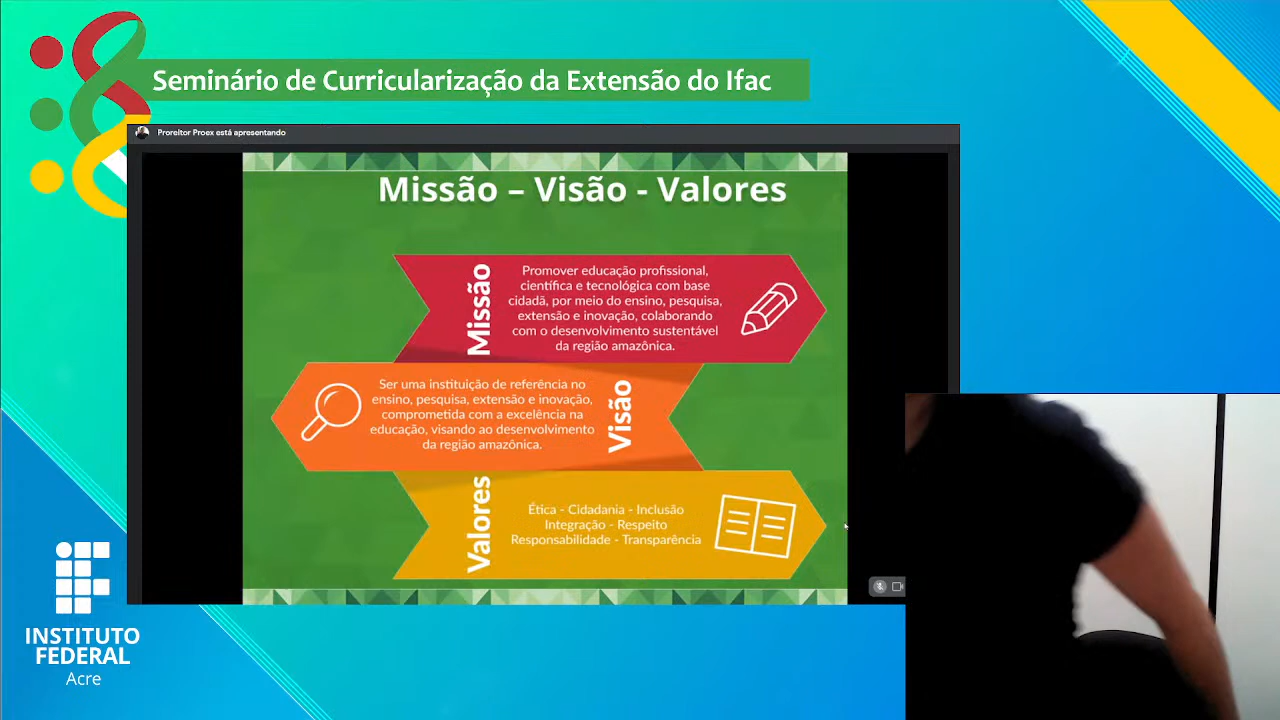 Seminário de Curricularização da Extensão do Ifac
Proreitor Proex está apresentando
Missão – Visão - Valores
Missão
Promover educação profissional,
científica e tecnológica com base
cidadã, por meio do ensino, pesquisa,
extensão e inovação, colaborando
com o desenvolvimento sustentável
da região amazônica.
Ser uma instituição de referência no
ensino, pesquisa, extensão e inovação,
comprometida com a excelência na
educação, visando ao desenvolvimento
da região amazônica.
Visão
Valores
Ética - Cidadania - Inclusão
Integração - Respeito
Responsabilidade - Transparência
INSTITUTO
FEDERAL
Acre